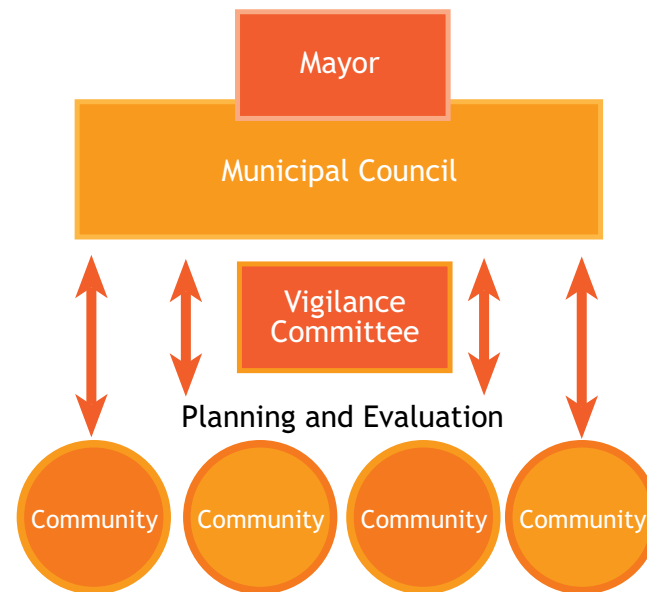 Mayor
Municipal Council
Vigilance
Committee
Planning and Evaluation
Community
Community
Community
Community